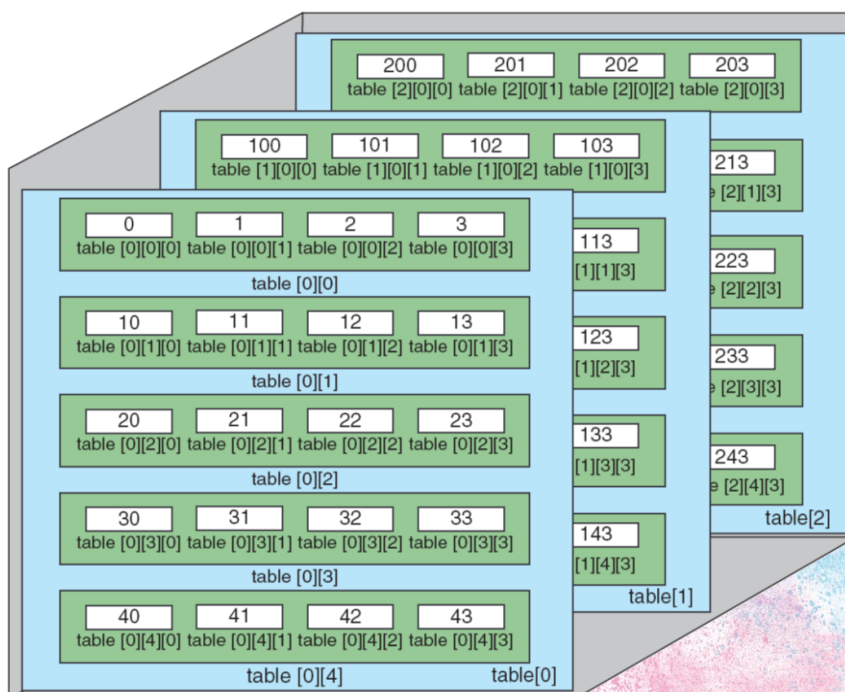 200 201 202 203
table [2][0][0] table [2][0][1] table [2][0][2] table [2][0][3]
100 101 102 103
table [1][0][0] table [1][0][1] table [1][0][2] table [1][0][3]
213
[2][1][3]
0 1 2 3
table [0][0][0] table [0][0][1] table [0][0][2] table [0][0][3]
table [0][0]
113
[1][1][3]
223
[2][2][3]
10 11 12 13
table [0][1][0] table [0][1][1] table [0][1][2] table [0][1][3]
table [0][1]
123
[1][2][3]
233
[2][3][3]
20 21 22 23
table [0][2][0] table [0][2][1] table [0][2][2] table [0][2][3]
table [0][2]
133
[1][3][3]
243
[2][4][3]
table[2]
30 31 32 33
table [0][3][0] table [0][3][1] table [0][3][2] table [0][3][3]
table [0][3]
143
[1][4][3]
table[1]
40 41 42 43
table [0][4][0] table [0][4][1] table [0][4][2] table [0][4][3]
table [0][4]
table[0]